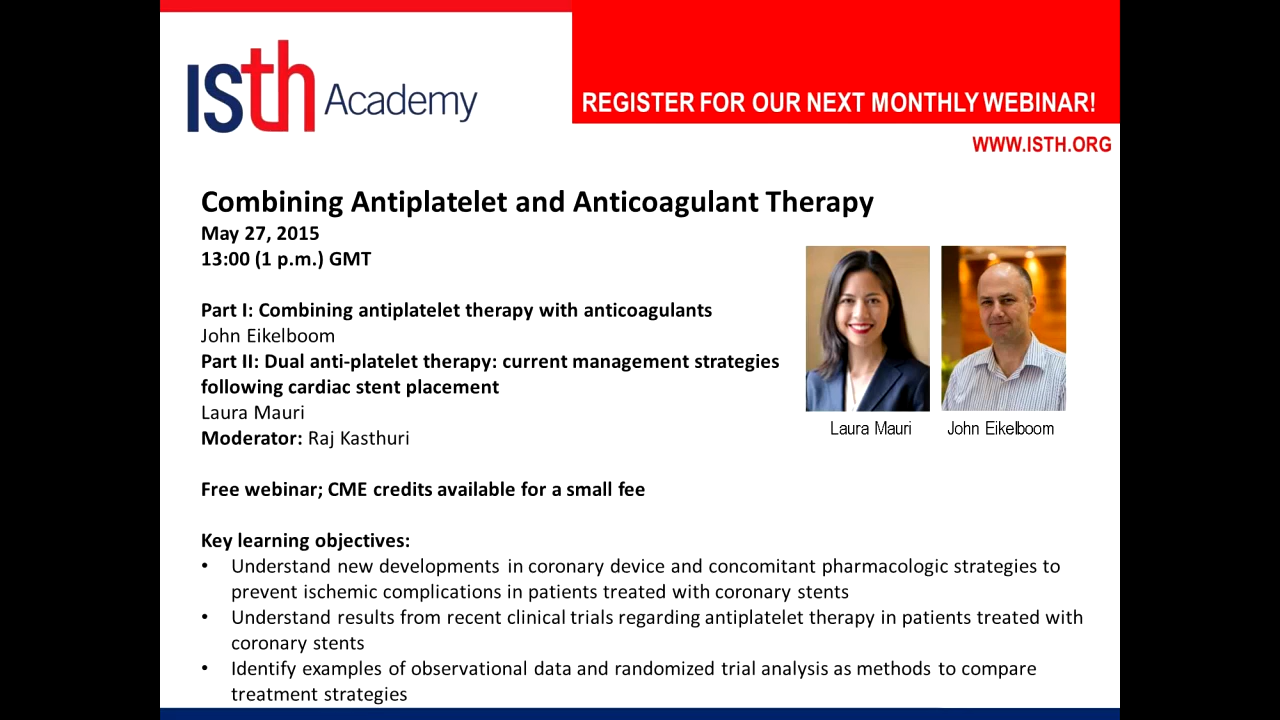 ISth Academy
REGISTER FOR OUR NEXT MONTHLY WEBINAR!
WWW.ISTH.ORG
Combining Antiplatelet and Anticoagulant Therapy
May 27, 2015
13:00 (1 p.m.) GMT
Part I: Combining antiplatelet therapy with anticoagulants
John Eikelboom
Part II: Dual anti-platelet therapy: current management strategies
following cardiac stent placement
Laura Mauri
Moderator: Raj Kasthuri
Laura Mauri
John Eikelboom
Free webinar; CME credits available for a small fee
Key learning objectives:
• Understand new developments in coronary device and concomitant pharmacologic strategies to
prevent ischemic complications in patients treated with coronary stents
• Understand results from recent clinical trials regarding antiplatelet therapy in patients treated with
coronary stents
• Identify examples of observational data and randomized trial analysis as methods to compare
treatment strategies